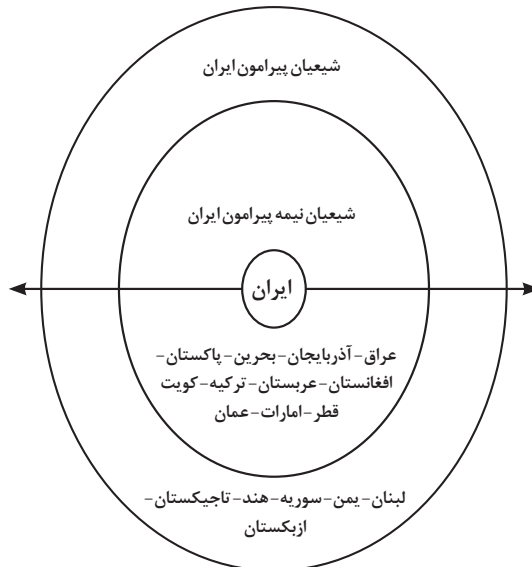 شیعیان پیرامون ایران
شیعیان نیمه پیرامون ایران
ایران
عراق-آذربایجان-بحرین-پاکستان-
افغانستان-عربستان-ترکیه-کویت
قطر-امارات-عمان
لبنان-یمن-سوریه-هند-تاجیکستان-
ازبکستان